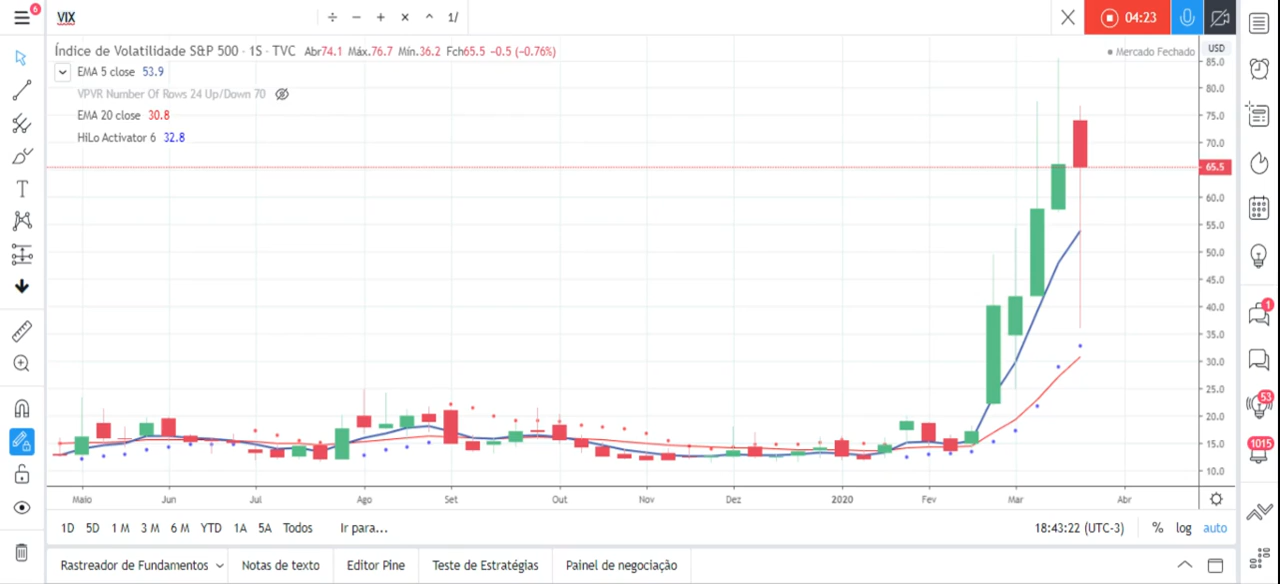 6
VIX
÷ − + × ^ 1/
04:23
Índice de Volatilidade S&P 500 · 1S · TVC Abr74.1 Máx.76.7 Mín.36.2 Fch65.5 -0.5 (-0.76%)
Mercado Fechado
USD
EMA 5 close 53.9
VPVR Number Of Rows 24 Up/Down 70
EMA 20 close 30.8
HiLo Activator 6 32.8
85.0
80.0
75.0
70.0
65.5
60.0
55.0
50.0
45.0
40.0
35.0
30.0
25.0
20.0
15.0
10.0
T
1
53
1015
Maio Jun Jul Ago Set Out Nov Dez 2020 Fev Mar Abr
1D 5D 1M 3M 6M YTD 1A 5A Todos Ir para... 18:43:22 (UTC-3) % log auto
Rastreador de Fundamentos Notas de texto Editor Pine Teste de Estratégias Painel de negociação